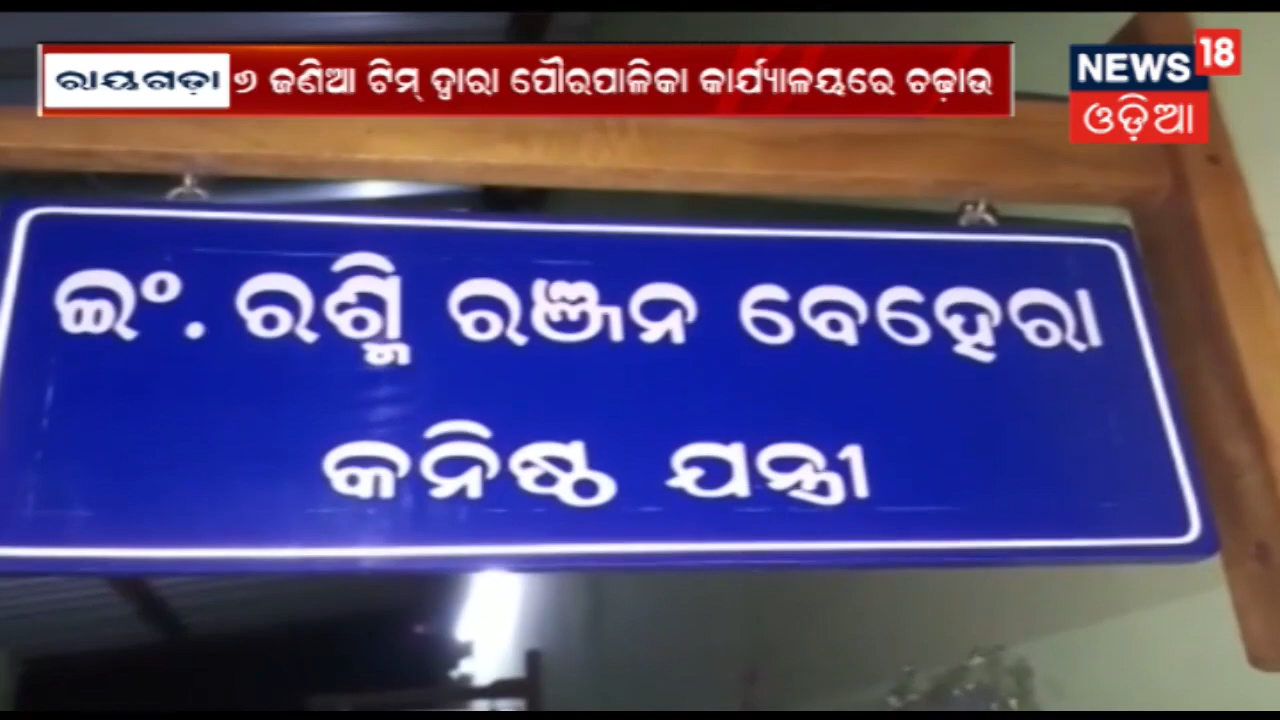 ରାୟଗଡ଼ା ୬ ଜଣିଆ ଟିମ୍ ଦ୍ୱାରା ପୌରପାଳିକା କାର୍ଯ୍ୟାଳୟରେ ଚଢ଼ାଉ
NEWS 18
ଓଡ଼ିଆ
ଇଂ. ରଶ୍ମି ରଞ୍ଜନ ବେହେରା
କନିଷ୍ଠ ଯନ୍ତ୍ରୀ